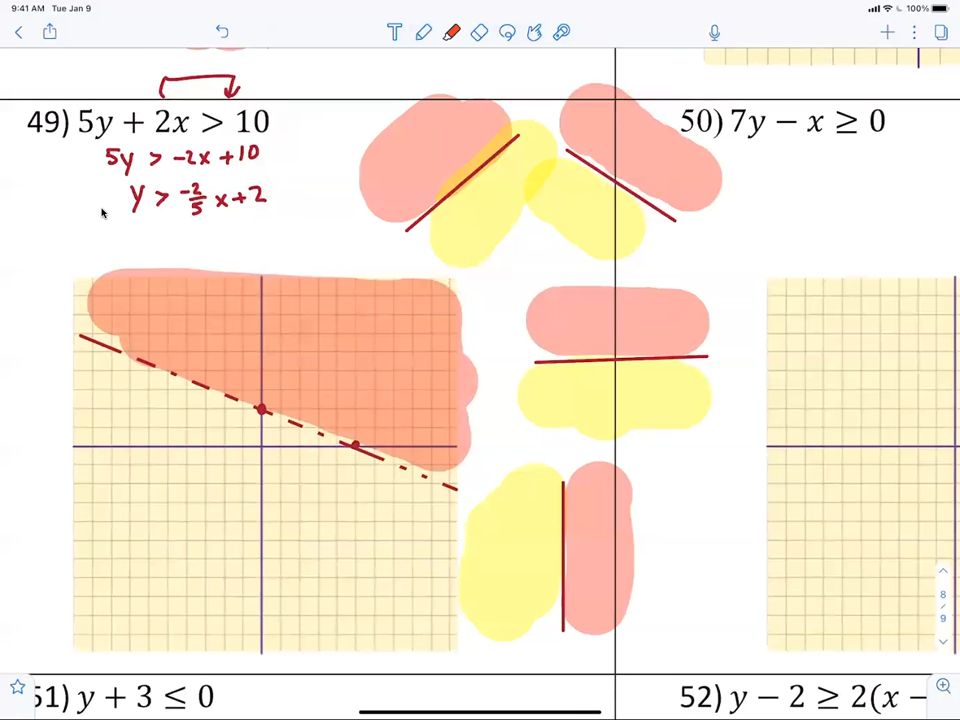 9:41 AM Tue Jan 9
100%
49) 5y + 2x > 10
5y > -2x + 10
y > -2/5 x + 2
50) 7y − x ≥ 0
8
/
9
51) y + 3 ≤ 0
52) y − 2 ≥ 2(x −